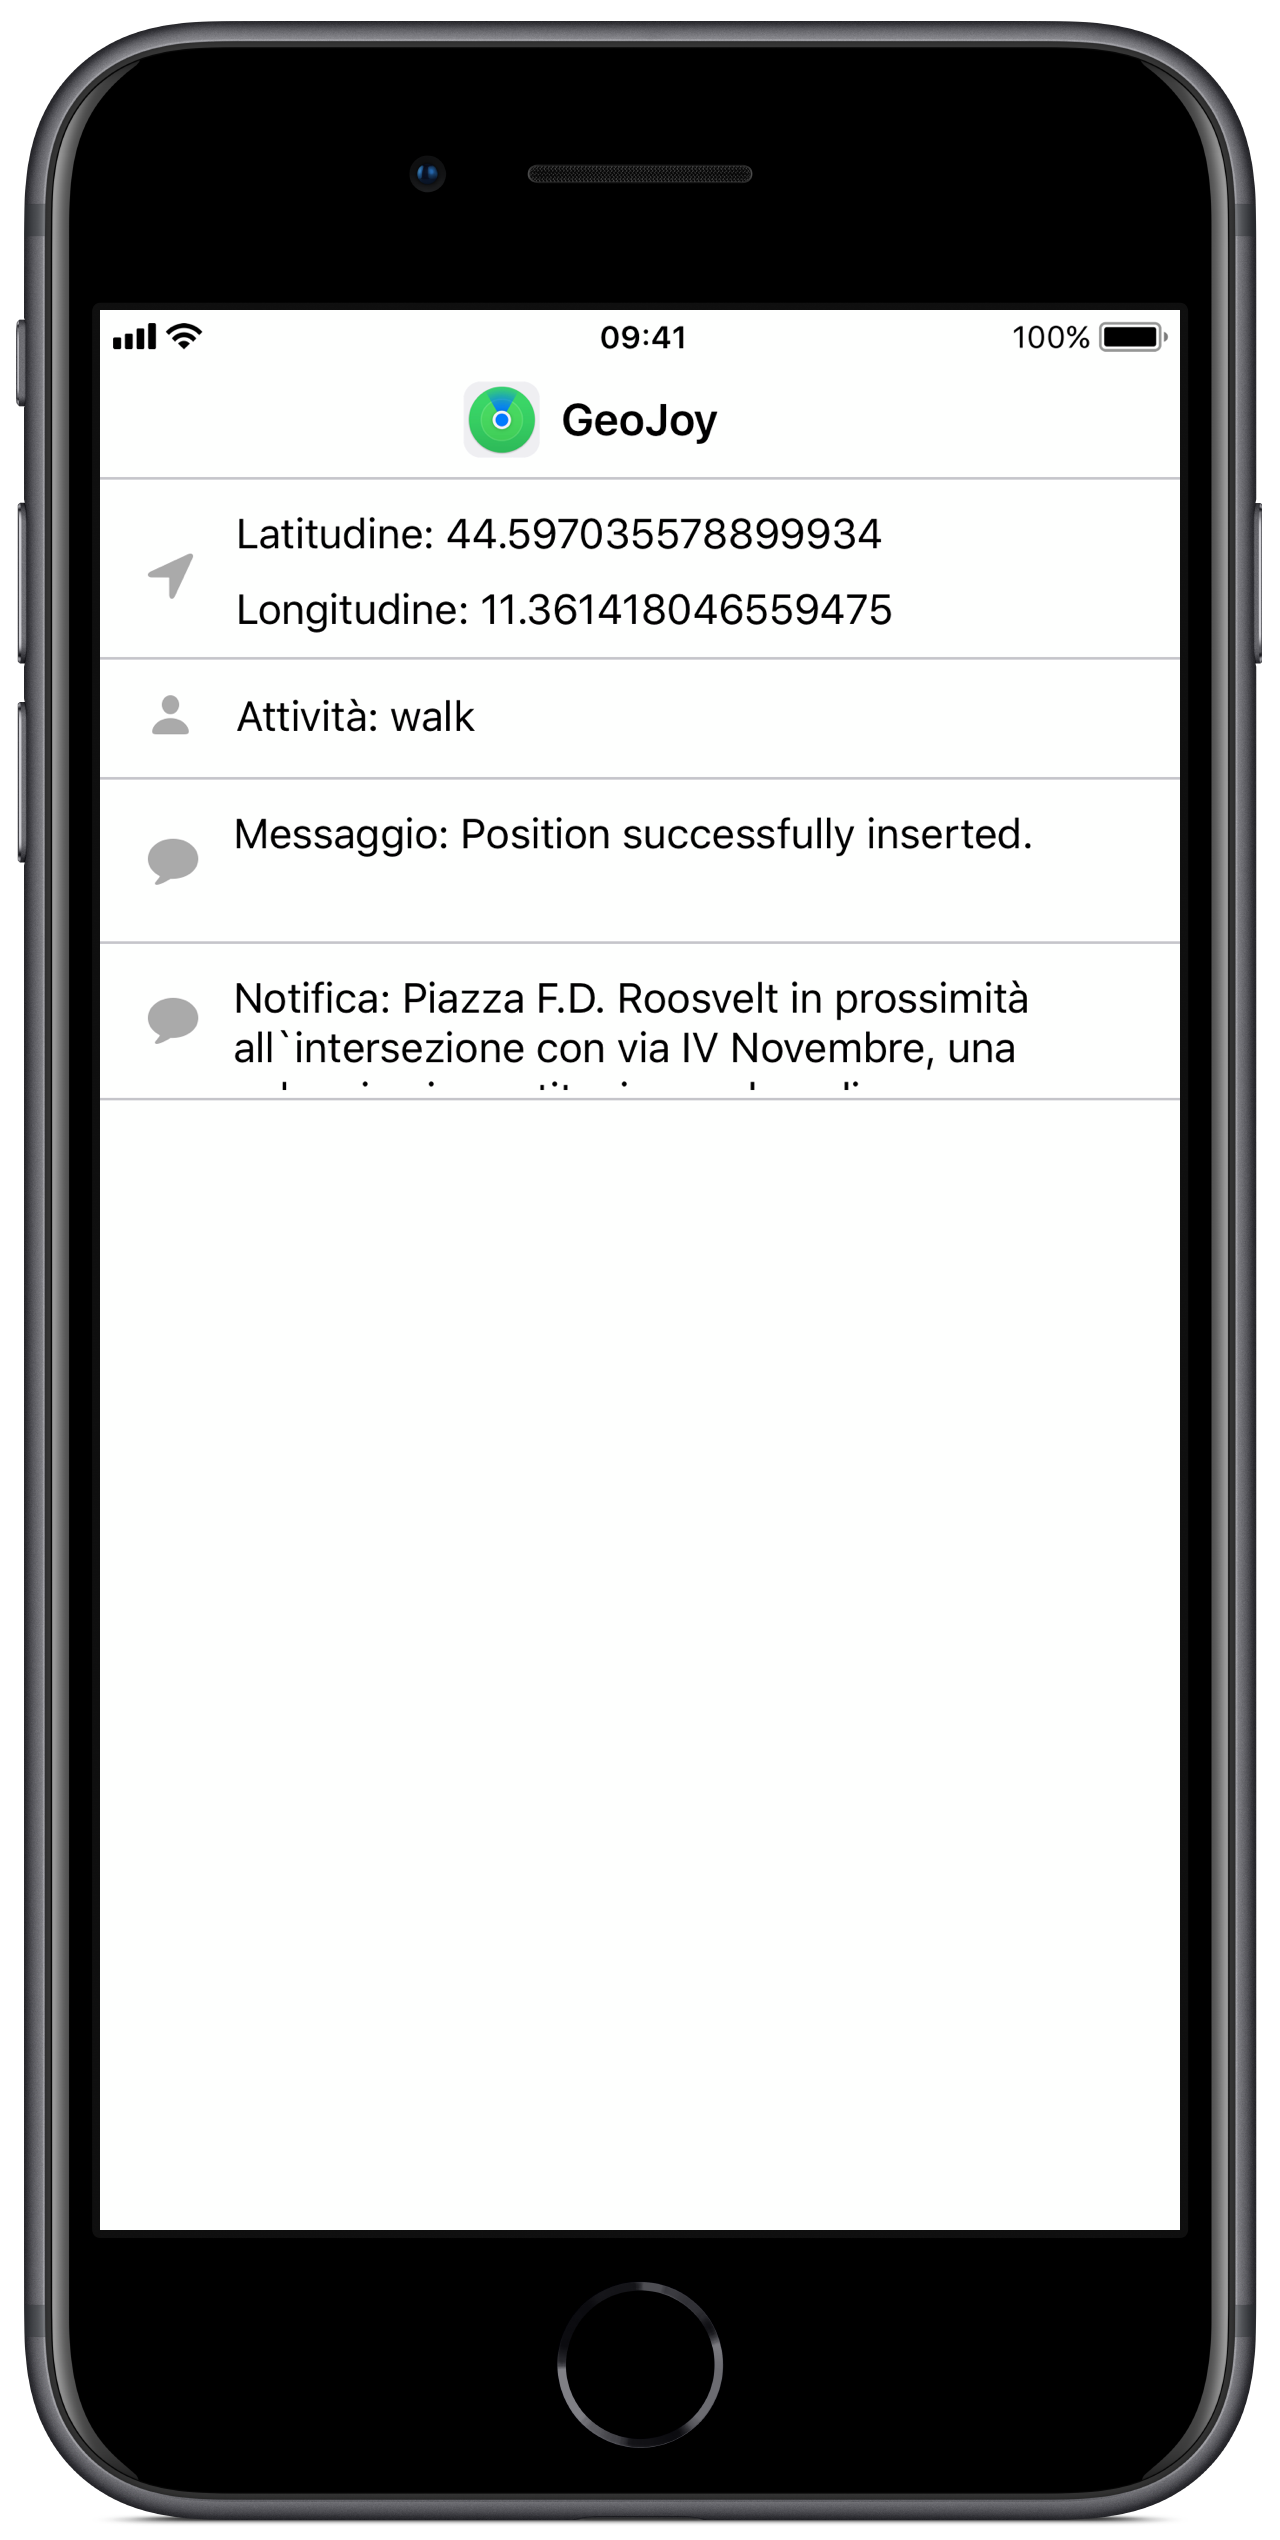 09:41
100%
GeoJoy
Latitudine: 44.597035578899934
Longitudine: 11.361418046559475
Attività: walk
Messaggio: Position successfully inserted.
Notifica: Piazza F.D. Roosvelt in prossimità
all`intersezione con via IV Novembre, una